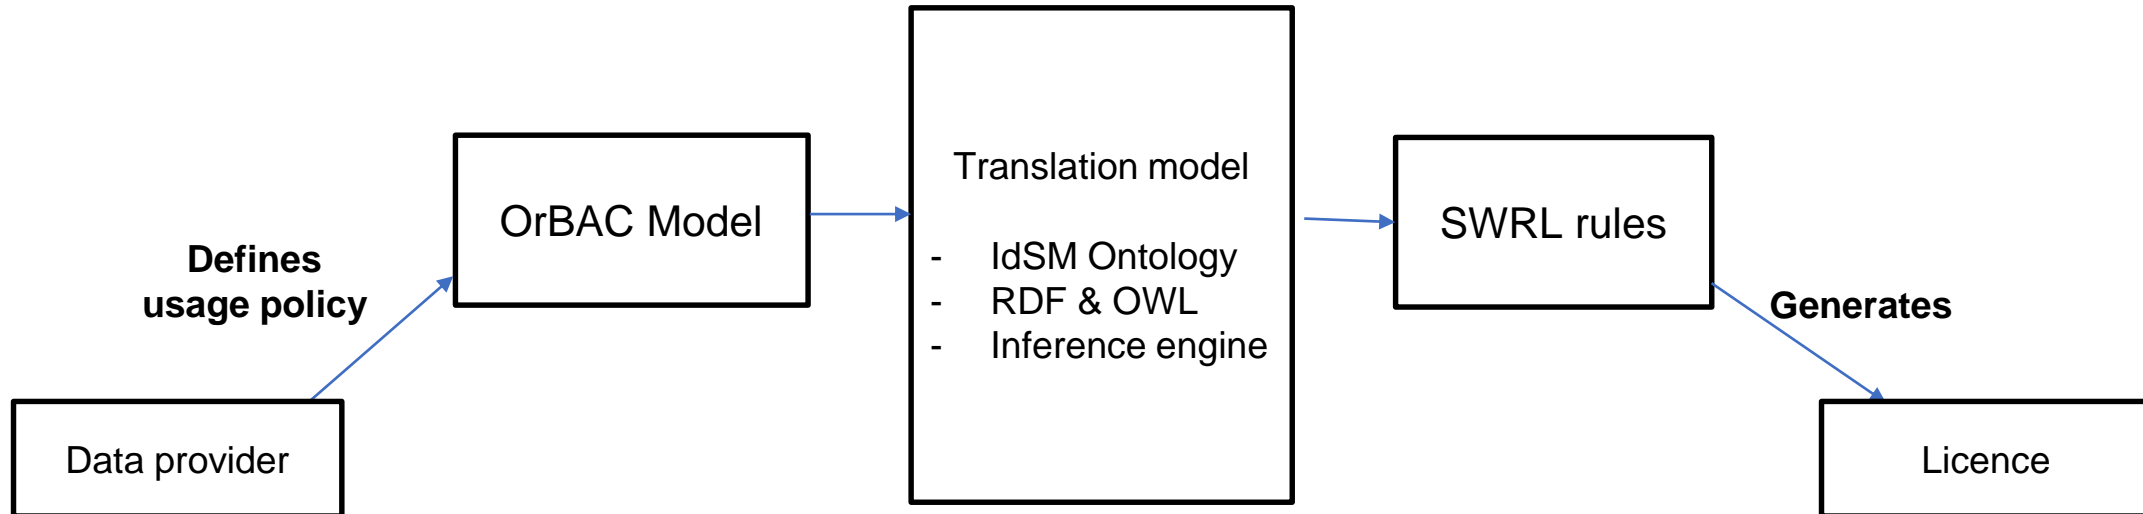 Defines
usage policy
Data provider
OrBAC Model
Translation model
- IdSM Ontology
- RDF & OWL
- Inference engine
SWRL rules
Generates
Licence